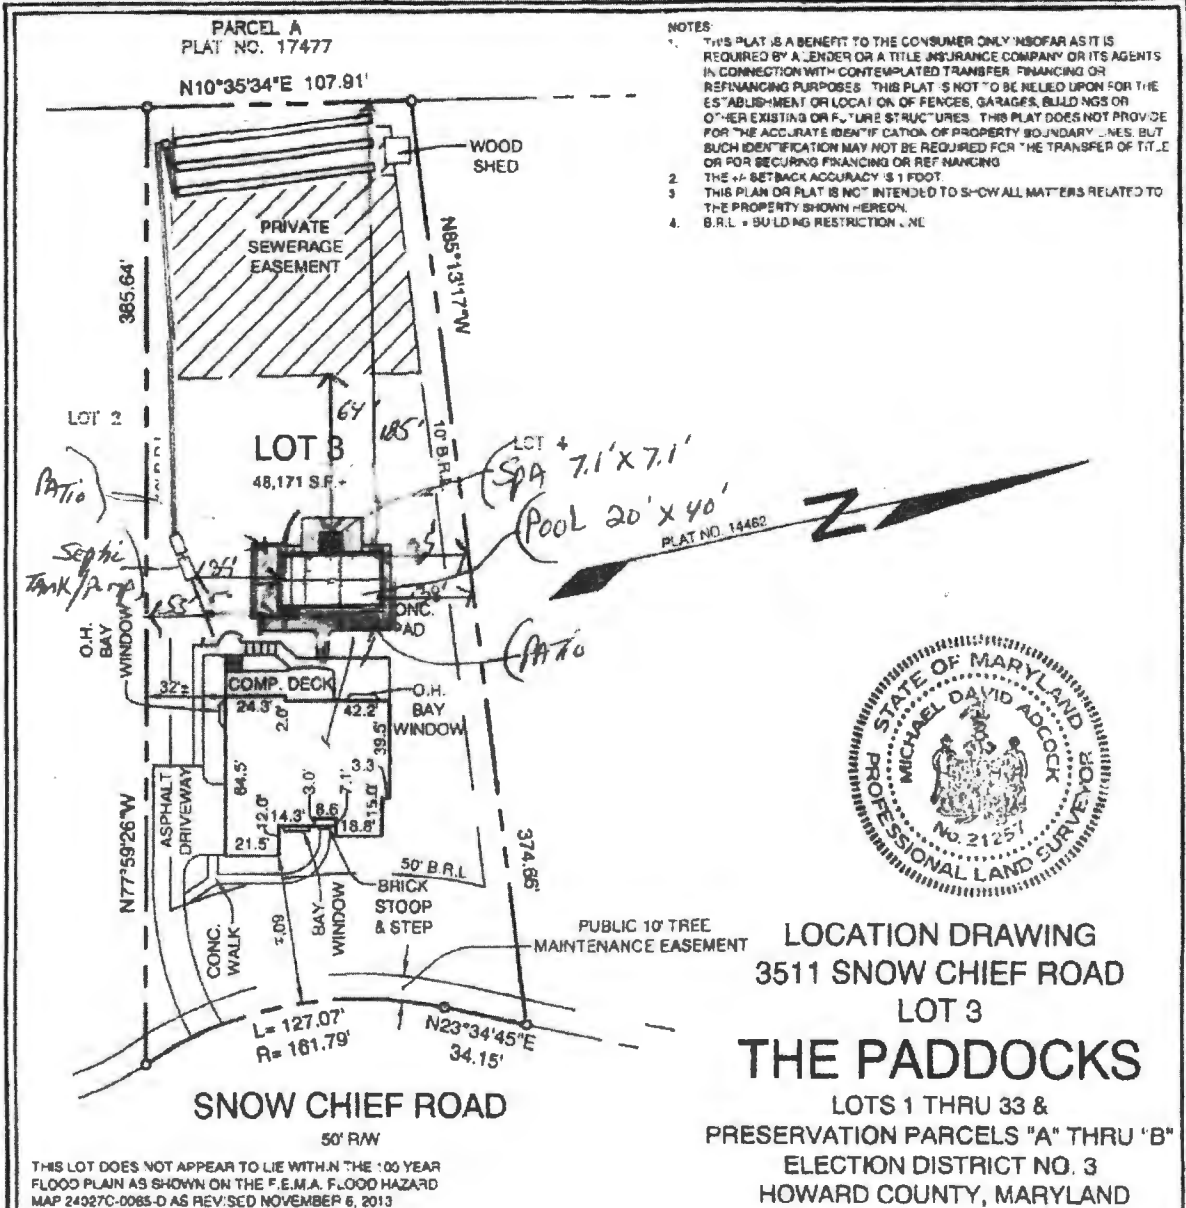 PARCEL A
PLAT NO. 17477
N10°35'34"E 107.91'
NOTES:
1. THIS PLAT IS A BENEFIT TO THE CONSUMER ONLY INSOFAR AS IT IS
REQUIRED BY A LENDER OR A TITLE INSURANCE COMPANY OR ITS AGENTS
IN CONNECTION WITH CONTEMPLATED TRANSFER, FINANCING OR
REFINANCING PURPOSES. THIS PLAT IS NOT TO BE RELIED UPON FOR THE
ESTABLISHMENT OR LOCATION OF FENCES, GARAGES, BUILDINGS OR
OTHER EXISTING OR FUTURE STRUCTURES. THIS PLAT DOES NOT PROVIDE
FOR THE ACCURATE IDENTIFICATION OF PROPERTY BOUNDARY LINES, BUT
SUCH IDENTIFICATION MAY NOT BE REQUIRED FOR THE TRANSFER OF TITLE
OR FOR SECURING FINANCING OR REFINANCING
2 THE +/- SETBACK ACCURACY IS 1 FOOT.
3 THIS PLAN OR PLAT IS NOT INTENDED TO SHOW ALL MATTERS RELATED TO
THE PROPERTY SHOWN HEREON.
4. B.R.L = BUILDING RESTRICTION LINE
WOOD
SHED
PRIVATE
SEWERAGE
EASEMENT
385.64'
N85°13'17"W
LOT 2
64'
185'
10' B.R.L
LOT 3
48,171 S.F.±
LOT 4
Spa 7.1' X 7.1'
Pool 20' X 40'
PLAT NO. 14462
N
Patio
Septic
Tank/Pump
CONC.
PAD
Patio
O.H.
BAY
WINDOW
32'±
COMP. DECK
24.3'
2.0'
42.2'
O.H.
BAY
WINDOW
39.5'
64.5'
3.3
3.0'
7.1'
12.0'
14.3'
8.6
15.0'
18.8'
21.5'
ASPHALT
DRIVEWAY
N77°59'26"W
374.66'
50' B.R.L
BRICK
STOOP
& STEP
BAY
WINDOW
60'±
CONC.
WALK
PUBLIC 10' TREE
MAINTENANCE EASEMENT
L= 127.07'
R= 161.79'
N23°34'45"E
34.15'
SNOW CHIEF ROAD
50' R/W
THIS LOT DOES NOT APPEAR TO LIE WITHIN THE 100 YEAR
FLOOD PLAIN AS SHOWN ON THE F.E.M.A. FLOOD HAZARD
MAP 24027C-0065-D AS REVISED NOVEMBER 6, 2013
STATE OF MARYLAND
MICHAEL DAVID ADCOCK
No. 21257
PROFESSIONAL LAND SURVEYOR
LOCATION DRAWING
3511 SNOW CHIEF ROAD
LOT 3
THE PADDOCKS
LOTS 1 THRU 33 &
PRESERVATION PARCELS "A" THRU "B"
ELECTION DISTRICT NO. 3
HOWARD COUNTY, MARYLAND